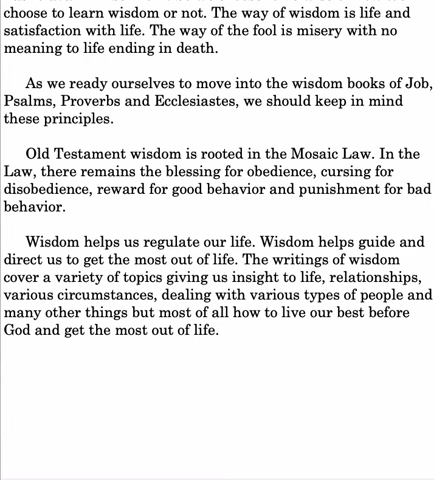 choose to learn wisdom or not. The way of wisdom is life and
satisfaction with life. The way of the fool is misery with no
meaning to life ending in death.
As we ready ourselves to move into the wisdom books of Job,
Psalms, Proverbs and Ecclesiastes, we should keep in mind
these principles.
Old Testament wisdom is rooted in the Mosaic Law. In the
Law, there remains the blessing for obedience, cursing for
disobedience, reward for good behavior and punishment for bad
behavior.
Wisdom helps us regulate our life. Wisdom helps guide and
direct us to get the most out of life. The writings of wisdom
cover a variety of topics giving us insight to life, relationships,
various circumstances, dealing with various types of people and
many other things but most of all how to live our best before
God and get the most out of life.